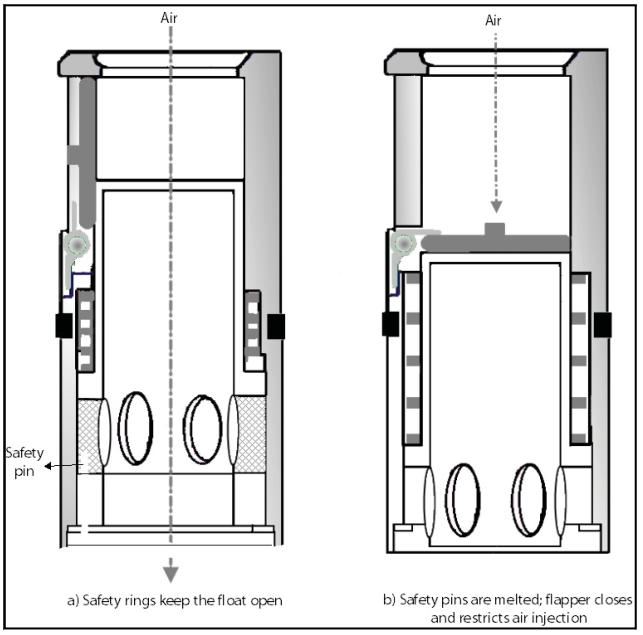 Air
Air
Safety
pin
a) Safety rings keep the float open
b) Safety pins are melted; flapper closes
and restricts air injection